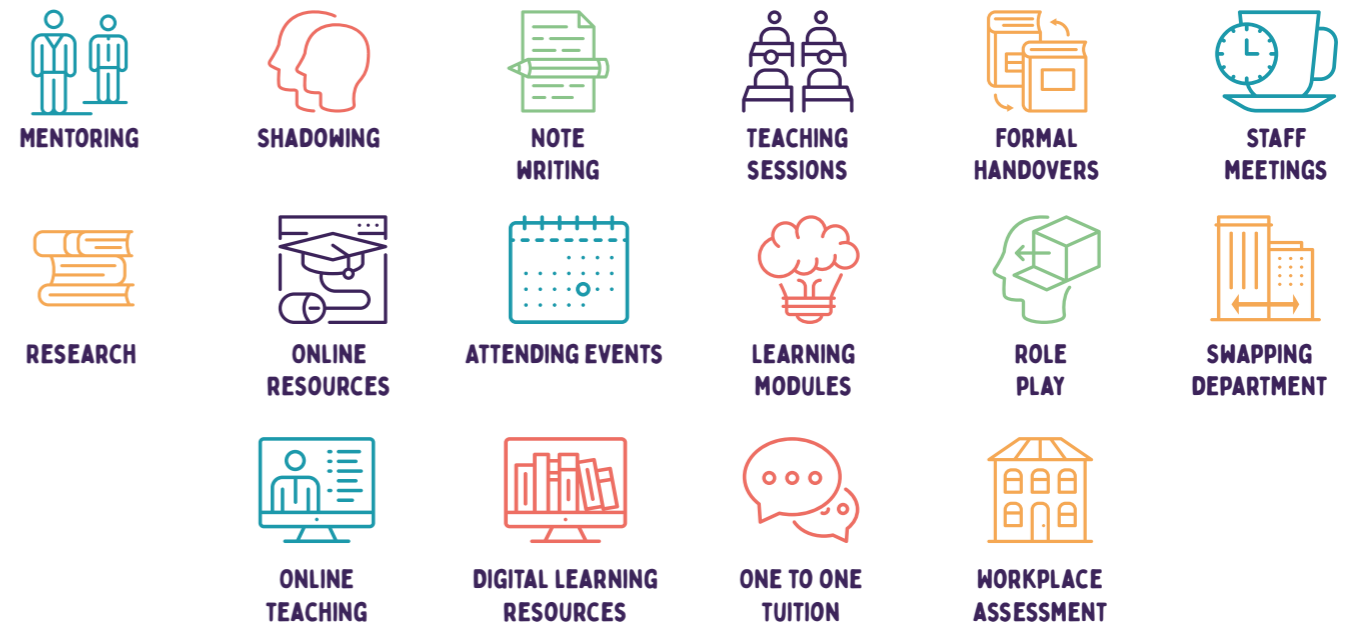 MENTORING
SHADOWING
NOTE
WRITING
TEACHING
SESSIONS
FORMAL
HANDOVERS
STAFF
MEETINGS
RESEARCH
ONLINE
RESOURCES
ATTENDING EVENTS
LEARNING
MODULES
ROLE
PLAY
SWAPPING
DEPARTMENT
ONLINE
TEACHING
DIGITAL LEARNING
RESOURCES
ONE TO ONE
TUITION
WORKPLACE
ASSESSMENT